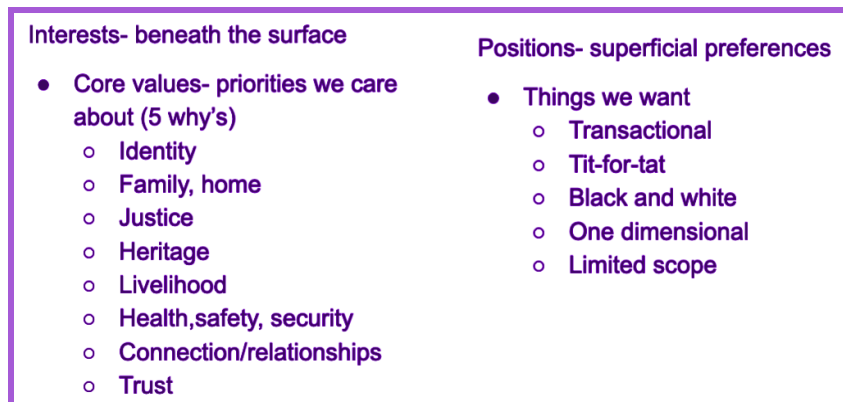 Interests- beneath the surface
● Core values- priorities we care
about (5 why's)
○ Identity
○ Family, home
○ Justice
○ Heritage
○ Livelihood
○ Health,safety, security
○ Connection/relationships
○ Trust
Positions- superficial preferences
● Things we want
○ Transactional
○ Tit-for-tat
○ Black and white
○ One dimensional
○ Limited scope